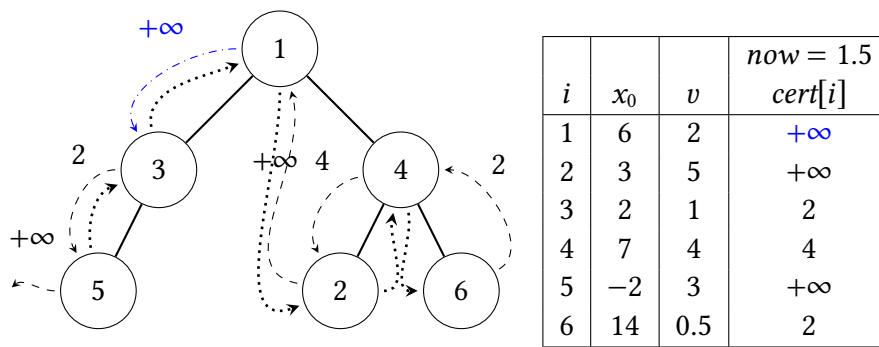 +∞
1
2
3
+∞
4
4
2
+∞
5
2
6
now = 1.5
i x₀ v cert[i]
1 6 2 +∞
2 3 5 +∞
3 2 1 2
4 7 4 4
5 −2 3 +∞
6 14 0.5 2